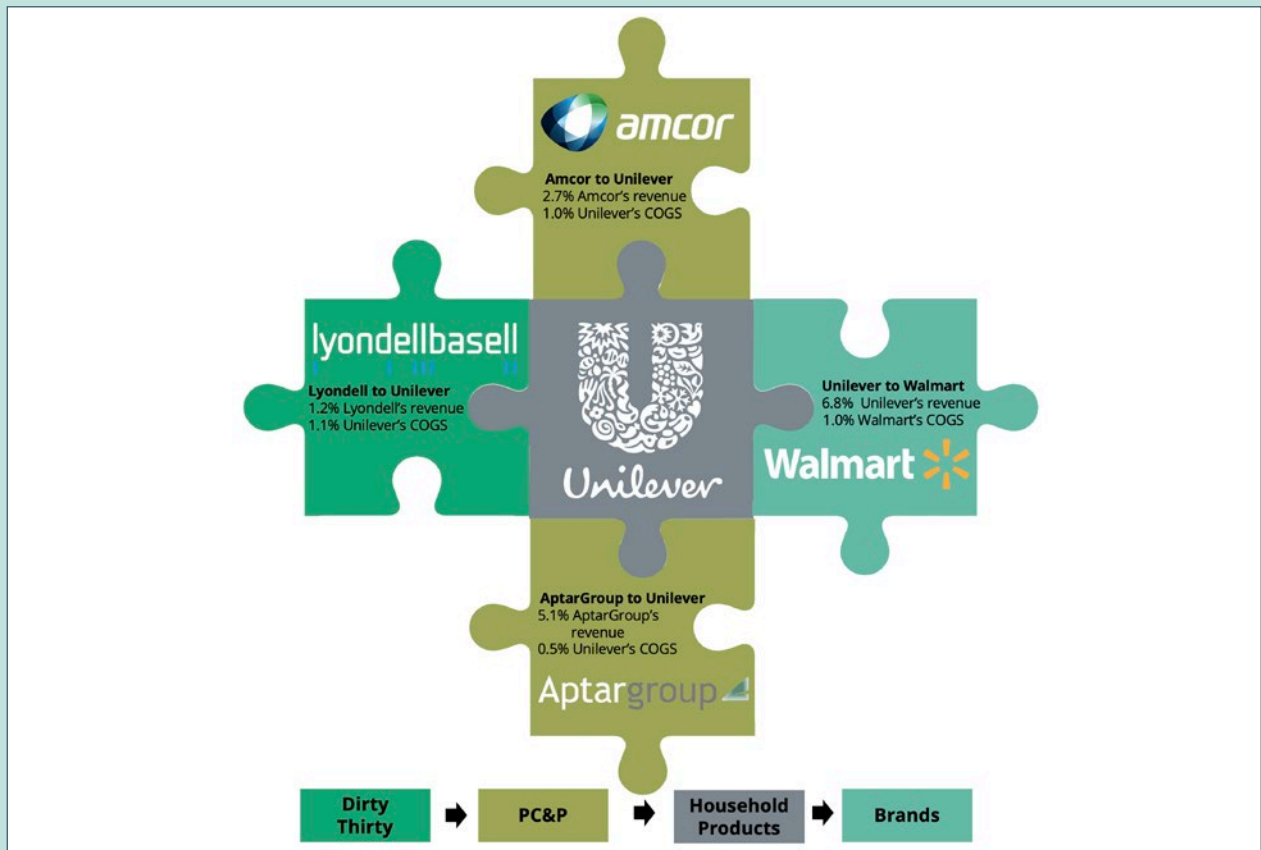 amcor
Amcor to Unilever
2.7% Amcor's revenue
1.0% Unilever's COGS
lyondellbasell
Lyondell to Unilever
1.2% Lyondell's revenue
1.1% Unilever's COGS
Unilever
Unilever to Walmart
6.8% Unilever's revenue
1.0% Walmart's COGS
Walmart
AptarGroup to Unilever
5.1% AptarGroup's
revenue
0.5% Unilever's COGS
Aptargroup
Dirty
Thirty
PC&P
Household
Products
Brands